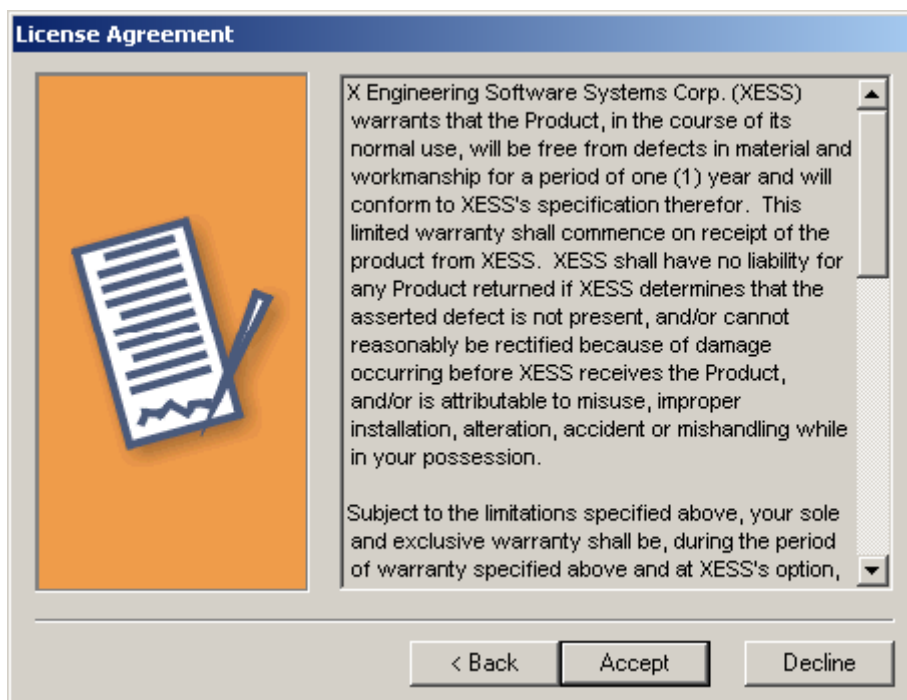 License Agreement
X Engineering Software Systems Corp. (XESS)
warrants that the Product, in the course of its
normal use, will be free from defects in material and
workmanship for a period of one (1) year and will
conform to XESS's specification therefor.  This
limited warranty shall commence on receipt of the
product from XESS.  XESS shall have no liability for
any Product returned if XESS determines that the
asserted defect is not present, and/or cannot
reasonably be rectified because of damage
occurring before XESS receives the Product,
and/or is attributable to misuse, improper
installation, alteration, accident or mishandling while
in your possession.
Subject to the limitations specified above, your sole
and exclusive warranty shall be, during the period
of warranty specified above and at XESS's option,
< Back
Accept
Decline